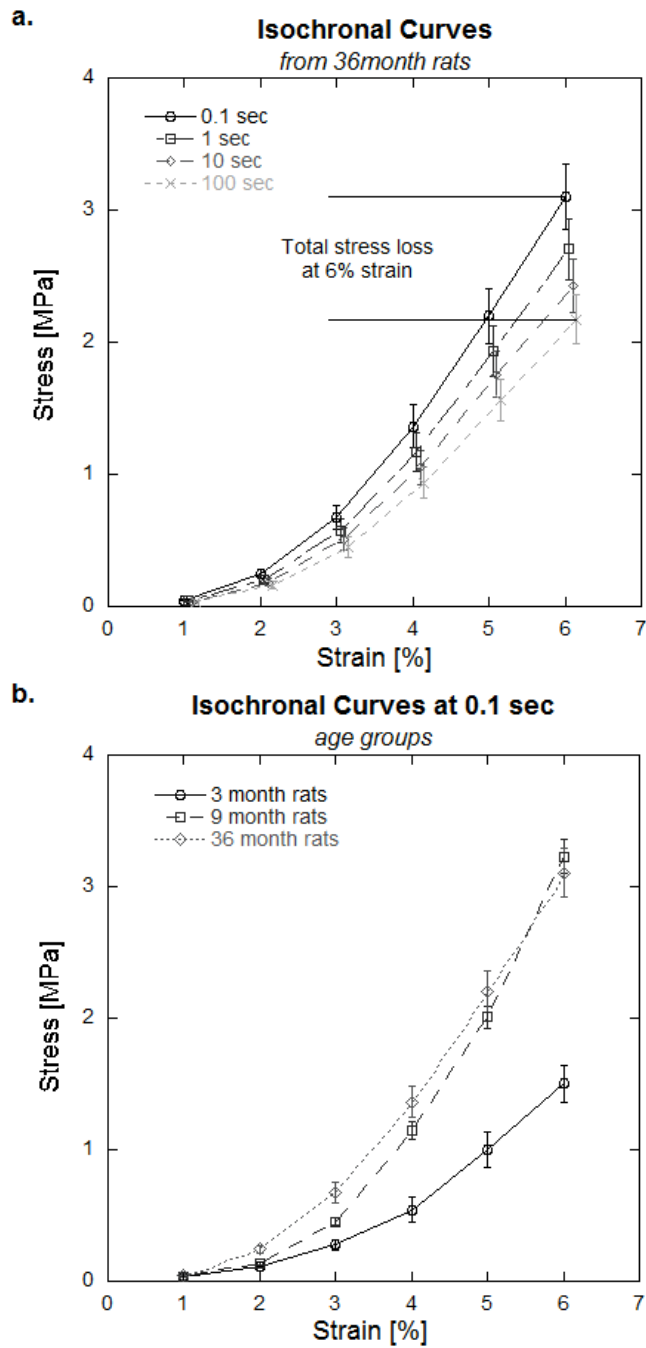 a.
Isochronal Curves
from 36month rats
4
3
2
1
0
Stress [MPa]
0.1 sec
1 sec
10 sec
100 sec
Total stress loss
at 6% strain
0 1 2 3 4 5 6 7
Strain [%]
b.
Isochronal Curves at 0.1 sec
age groups
4
3
2
1
0
Stress [MPa]
3 month rats
9 month rats
36 month rats
0 1 2 3 4 5 6 7
Strain [%]